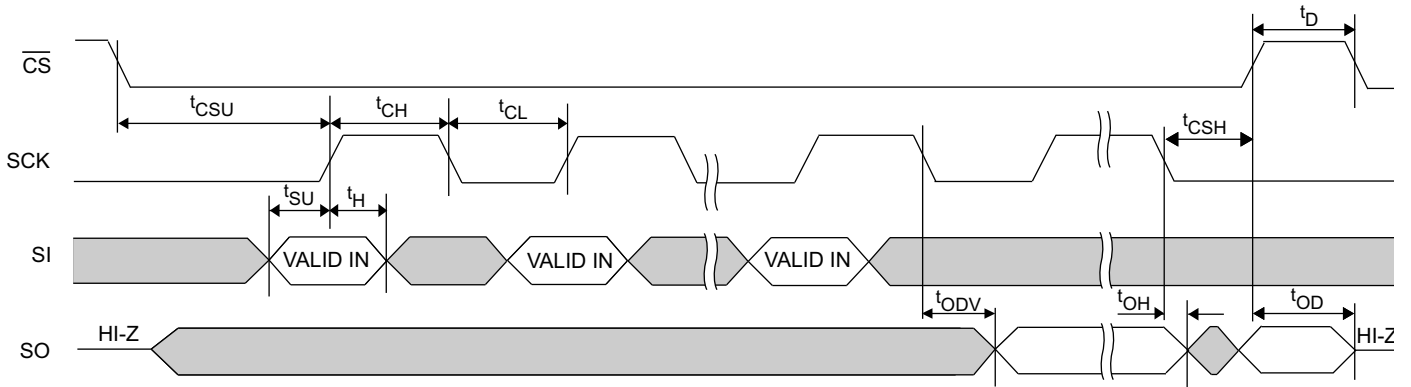 tD
CS
tCSU
tCH
tCL
tCSH
SCK
tSU
tH
SI
VALID IN
VALID IN
VALID IN
tODV
tOH
tOD
HI-Z
HI-Z
SO